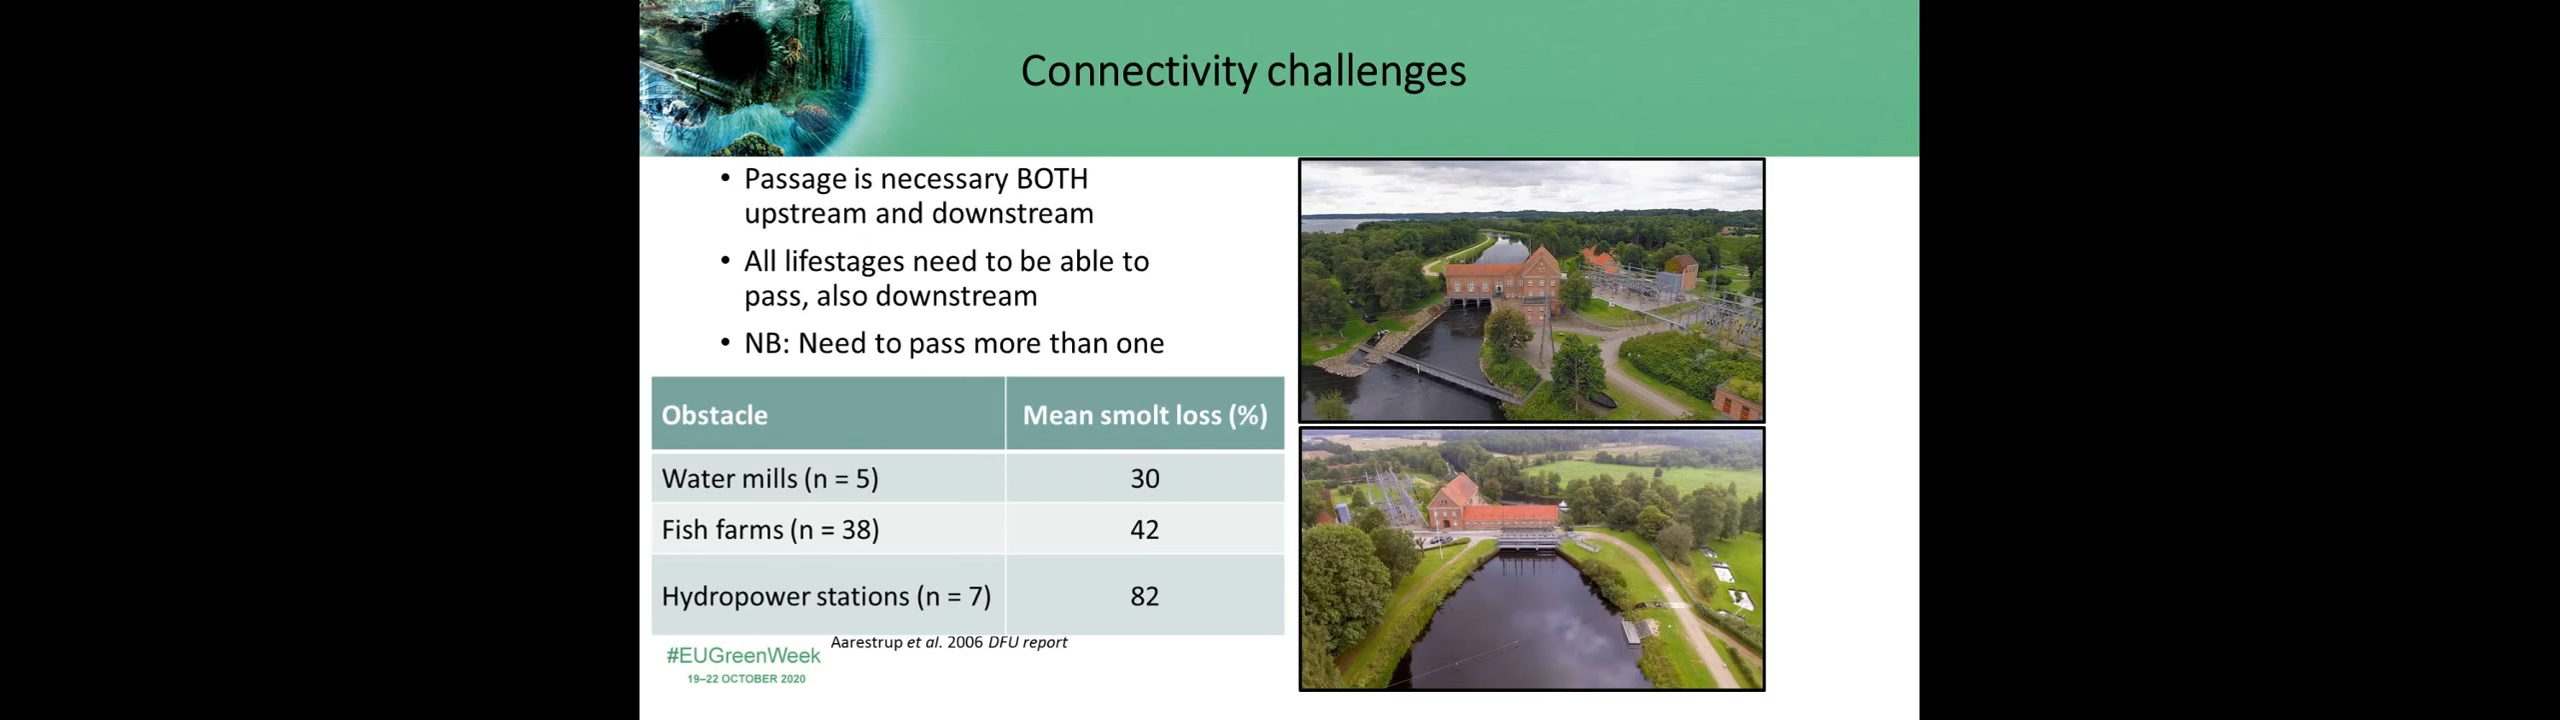 Connectivity challenges
• Passage is necessary BOTH
upstream and downstream
• All lifestages need to be able to
pass, also downstream
• NB: Need to pass more than one
Obstacle Mean smolt loss (%)
Water mills (n = 5) 30
Fish farms (n = 38) 42
Hydropower stations (n = 7) 82
Aarestrup et al. 2006 DFU report
#EUGreenWeek
19–22 OCTOBER 2020